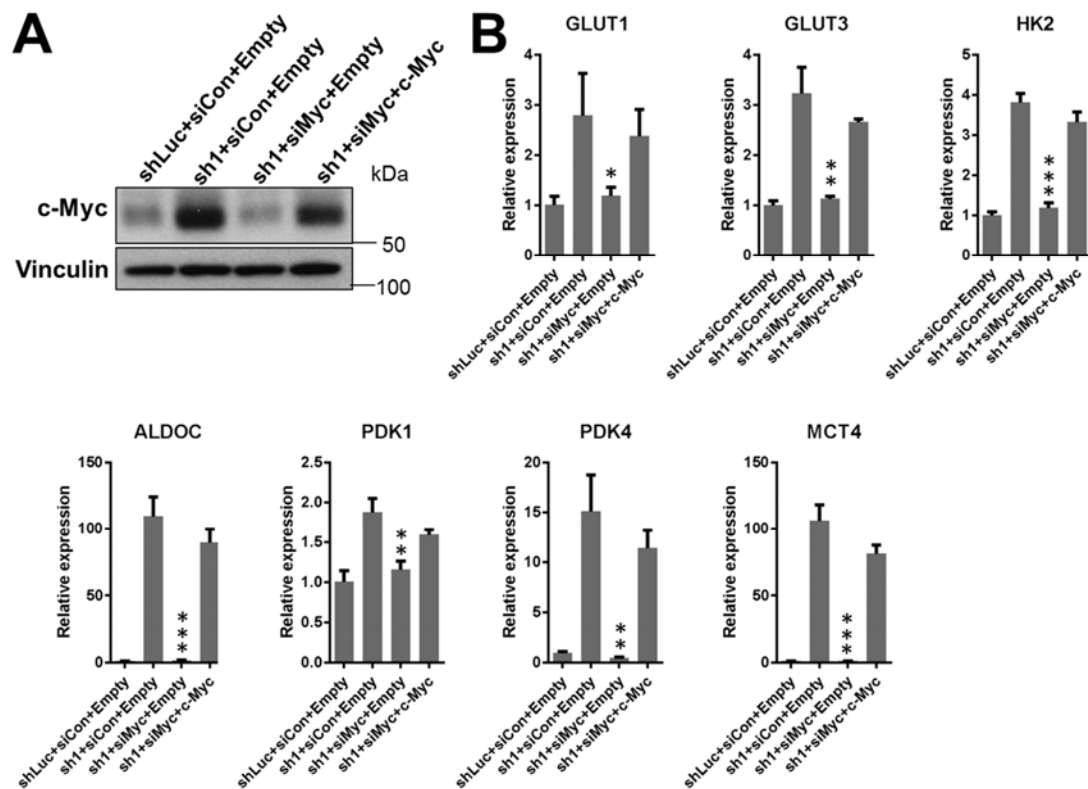 A
shLuc+siCon+Empty
sh1+siCon+Empty
sh1+siMyc+Empty
sh1+siMyc+c-Myc
kDa
c-Myc
50
Vinculin
100
B
GLUT1
Relative expression
4
3
2
1
0
*
shLuc+siCon+Empty
sh1+siCon+Empty
sh1+siMyc+Empty
sh1+siMyc+c-Myc
GLUT3
Relative expression
4
3
2
1
0
**
shLuc+siCon+Empty
sh1+siCon+Empty
sh1+siMyc+Empty
sh1+siMyc+c-Myc
HK2
Relative expression
5
4
3
2
1
0
***
shLuc+siCon+Empty
sh1+siCon+Empty
sh1+siMyc+Empty
sh1+siMyc+c-Myc
ALDOC
Relative expression
150
100
50
0
***
shLuc+siCon+Empty
sh1+siCon+Empty
sh1+siMyc+Empty
sh1+siMyc+c-Myc
PDK1
Relative expression
2.5
2.0
1.5
1.0
0.5
0.0
**
shLuc+siCon+Empty
sh1+siCon+Empty
sh1+siMyc+Empty
sh1+siMyc+c-Myc
PDK4
Relative expression
20
15
10
5
0
**
shLuc+siCon+Empty
sh1+siCon+Empty
sh1+siMyc+Empty
sh1+siMyc+c-Myc
MCT4
Relative expression
150
100
50
0
***
shLuc+siCon+Empty
sh1+siCon+Empty
sh1+siMyc+Empty
sh1+siMyc+c-Myc